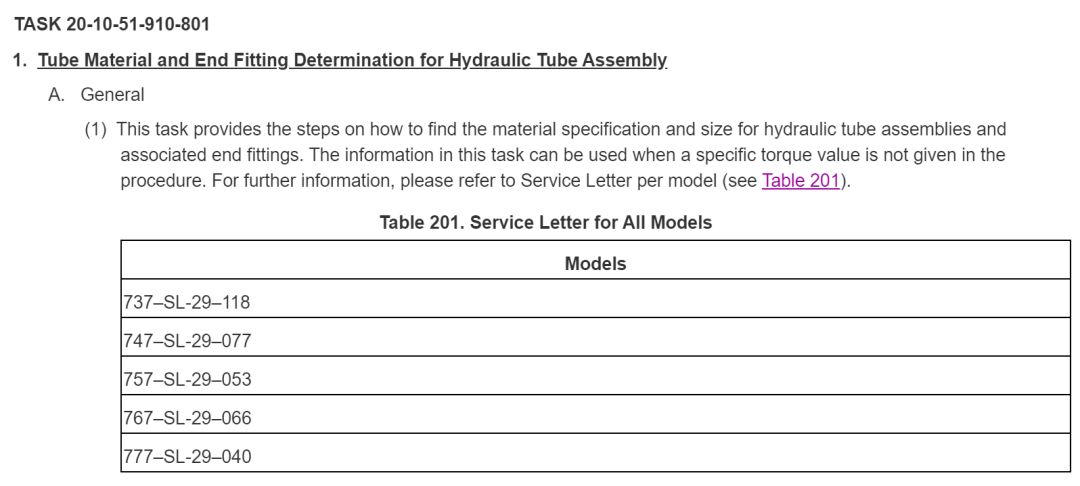 TASK 20-10-51-910-801
1. Tube Material and End Fitting Determination for Hydraulic Tube Assembly
A. General
(1) This task provides the steps on how to find the material specification and size for hydraulic tube assemblies and
associated end fittings. The information in this task can be used when a specific torque value is not given in the
procedure. For further information, please refer to Service Letter per model (see Table 201).
Table 201. Service Letter for All Models
Models
737–SL-29–118
747–SL-29–077
757–SL-29–053
767–SL-29–066
777–SL-29–040